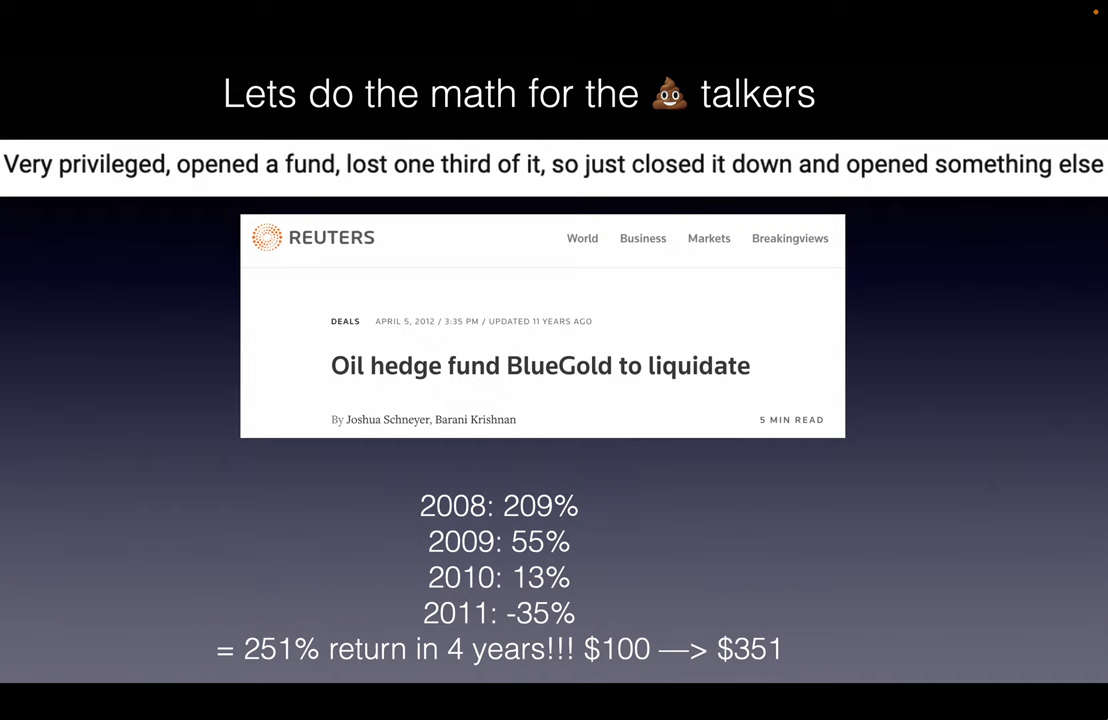 Lets do the math for the 💩 talkers
Very privileged, opened a fund, lost one third of it, so just closed it down and opened something else
REUTERS World Business Markets Breakingviews
DEALS APRIL 5, 2012 / 3:35 PM / UPDATED 11 YEARS AGO
Oil hedge fund BlueGold to liquidate
By Joshua Schneyer, Barani Krishnan 5 MIN READ
2008: 209%
2009: 55%
2010: 13%
2011: -35%
= 251% return in 4 years!!! $100 —> $351